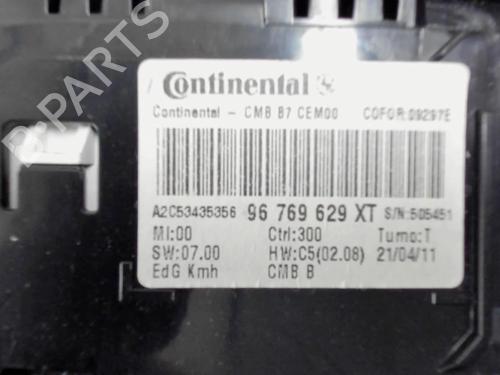 Continental
Continental - CMB B7 CEM00 COFOR:09297E
A2C53435356 96 769 629 XT S/N:505451
MI:00 Ctrl:300 Turno:T
SW:07.00 HW:C5(02.08) 21/04/11
EdG Kmh CMB B
B-PARTS